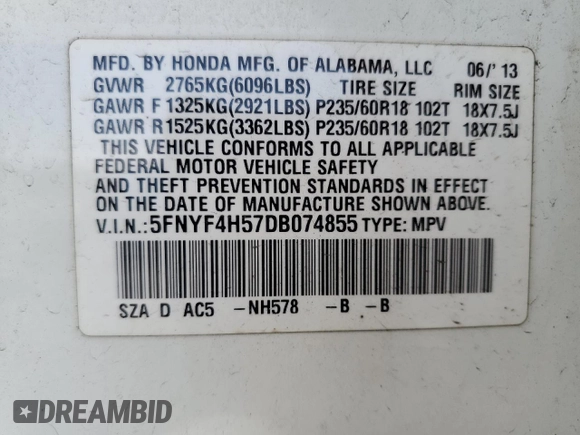 MFD. BY HONDA MFG. OF ALABAMA, LLC 06/'13
GVWR 2765KG(6096LBS) TIRE SIZE RIM SIZE
GAWR F 1325KG(2921LBS) P235/60R18 102T 18X7.5J
GAWR R 1525KG(3362LBS) P235/60R18 102T 18X7.5J
THIS VEHICLE CONFORMS TO ALL APPLICABLE
FEDERAL MOTOR VEHICLE SAFETY
AND THEFT PREVENTION STANDARDS IN EFFECT
ON THE DATE OF MANUFACTURE SHOWN ABOVE.
V.I.N.: 5FNYF4H57DB074855 TYPE: MPV
SZA D AC5 -NH578 -B -B
DREAMBID